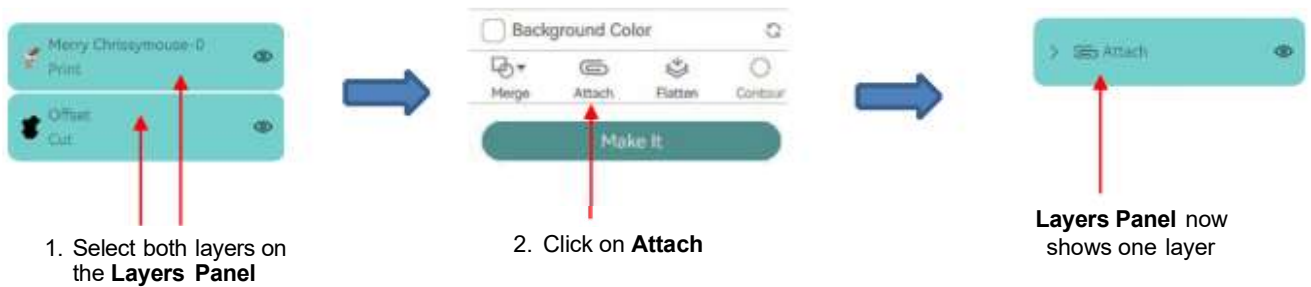 Merry Chrissymouse-0
Print
Offset
Cut
1. Select both layers on
the Layers Panel
Background Color
Merge Attach Flatten Contour
Make It
2. Click on Attach
Attach
Layers Panel now
shows one layer